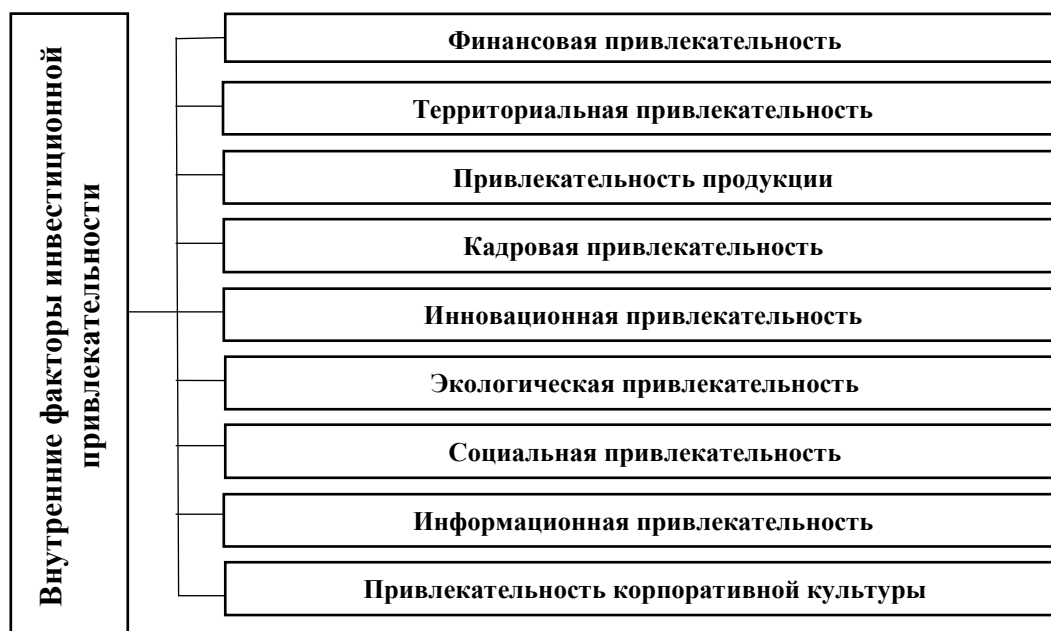 Внутренние факторы инвестиционной
привлекательности
Финансовая привлекательность
Территориальная привлекательность
Привлекательность продукции
Кадровая привлекательность
Инновационная привлекательность
Экологическая привлекательность
Социальная привлекательность
Информационная привлекательность
Привлекательность корпоративной культуры